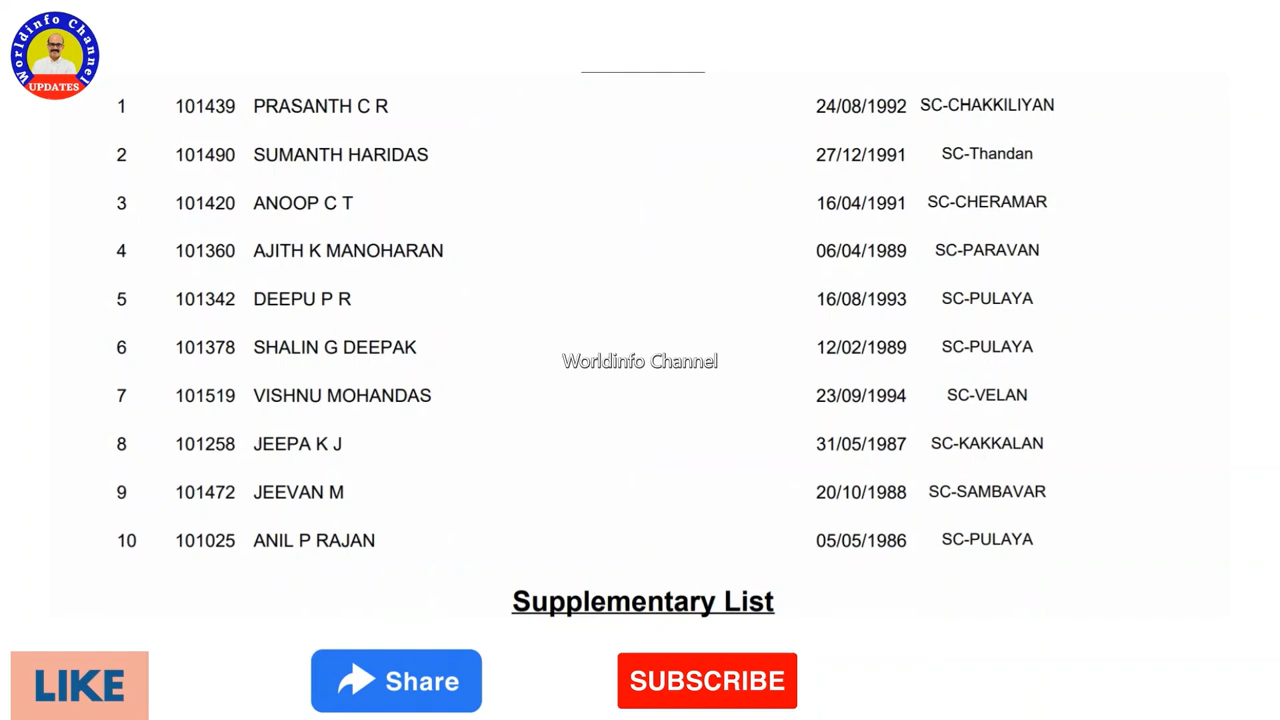 Worldinfo Channel
UPDATES
1 101439 PRASANTH C R 24/08/1992 SC-CHAKKILIYAN
2 101490 SUMANTH HARIDAS 27/12/1991 SC-Thandan
3 101420 ANOOP C T 16/04/1991 SC-CHERAMAR
4 101360 AJITH K MANOHARAN 06/04/1989 SC-PARAVAN
5 101342 DEEPU P R 16/08/1993 SC-PULAYA
6 101378 SHALIN G DEEPAK 12/02/1989 SC-PULAYA
Worldinfo Channel
7 101519 VISHNU MOHANDAS 23/09/1994 SC-VELAN
8 101258 JEEPA K J 31/05/1987 SC-KAKKALAN
9 101472 JEEVAN M 20/10/1988 SC-SAMBAVAR
10 101025 ANIL P RAJAN 05/05/1986 SC-PULAYA
Supplementary List
LIKE Share SUBSCRIBE